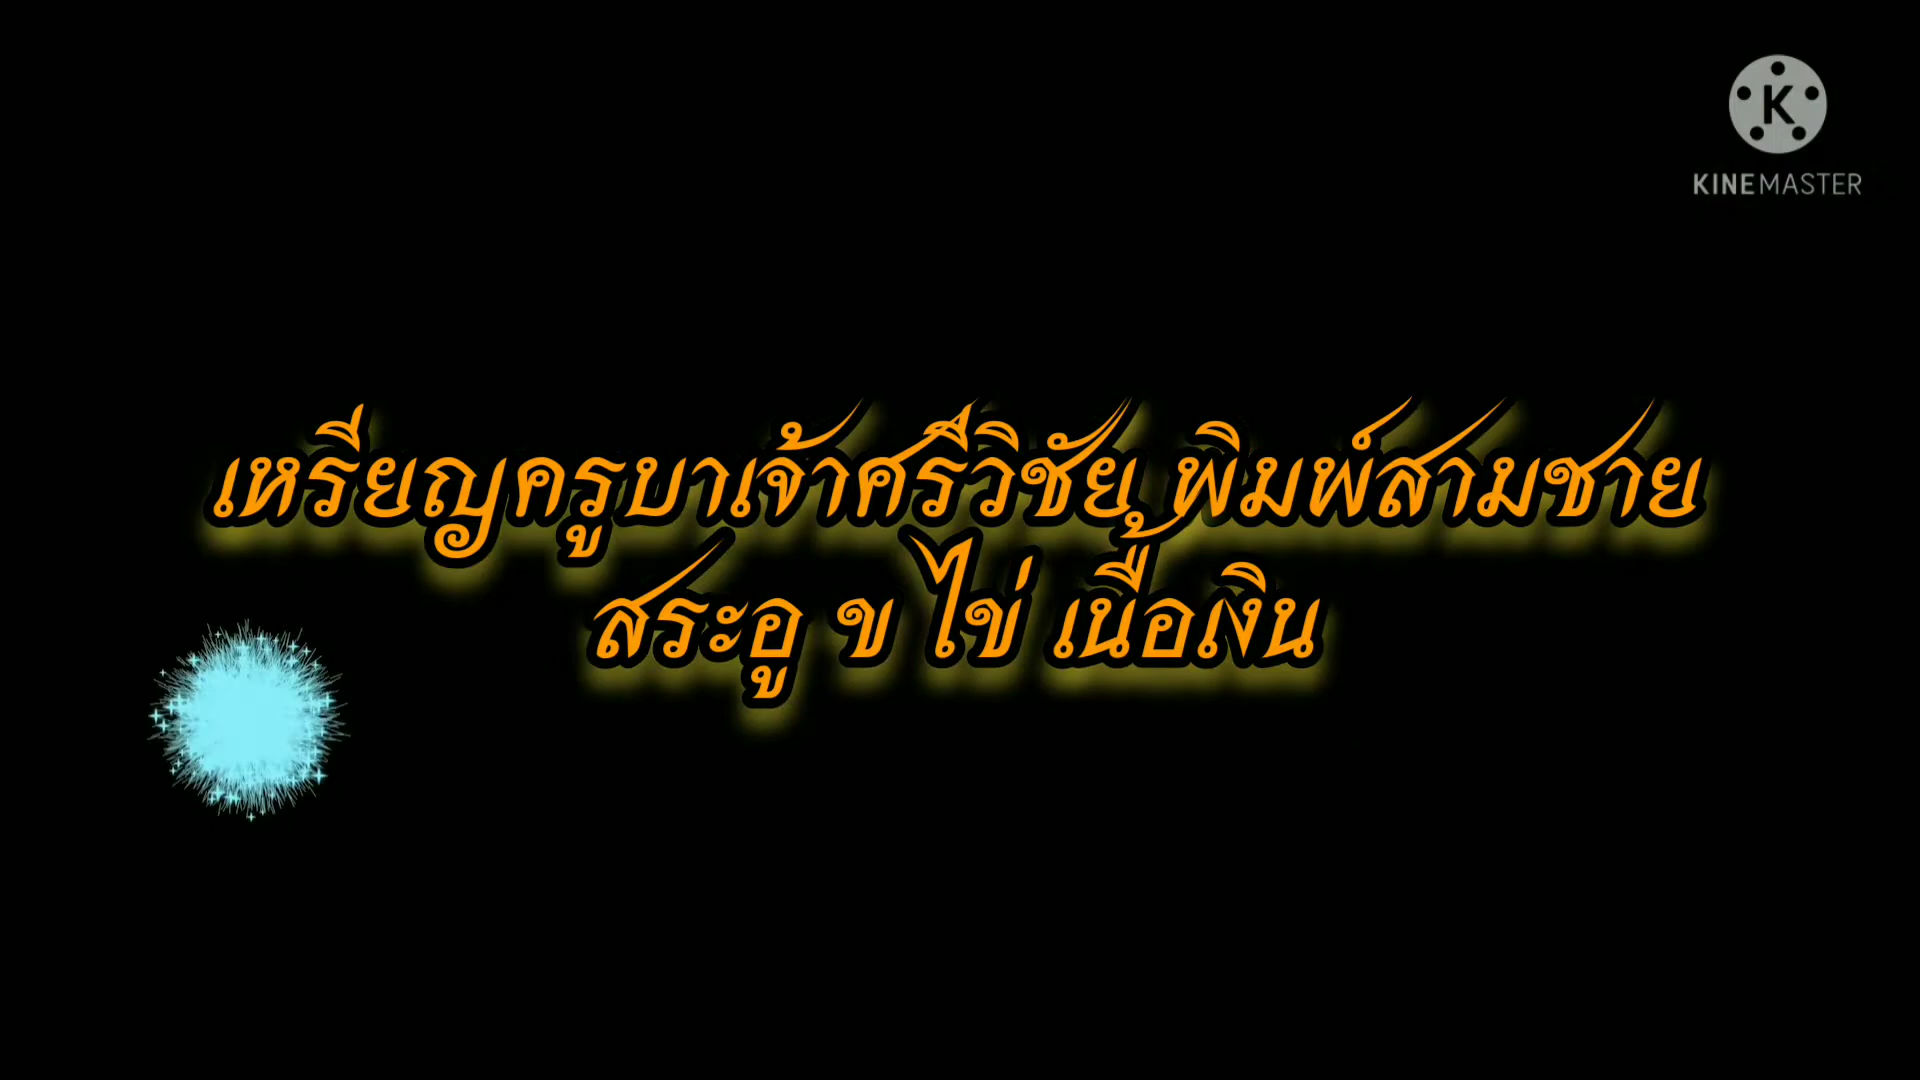 KINEMASTER
เหรี่ยญครูบาเจ้าศรีวิชัย พิมพ์สามชาย
สระอู ข ไข่ เนื้อเงิน